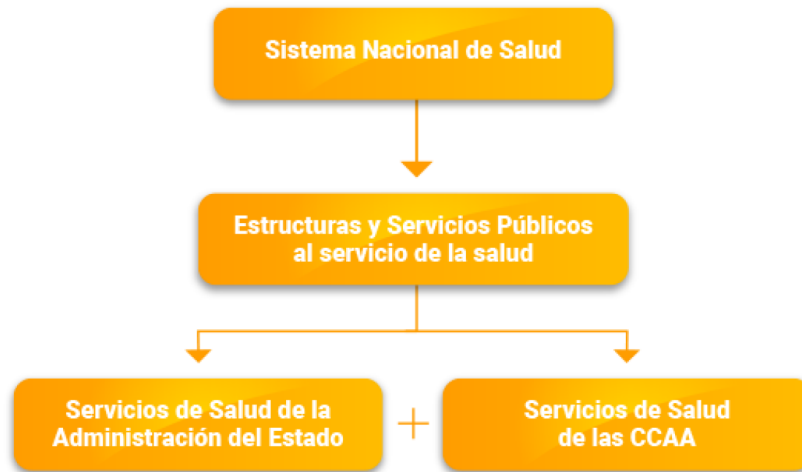 Sistema Nacional de Salud
Estructuras y Servicios Públicos
al servicio de la salud
Servicios de Salud de la
Administración del Estado
+
Servicios de Salud
de las CCAA